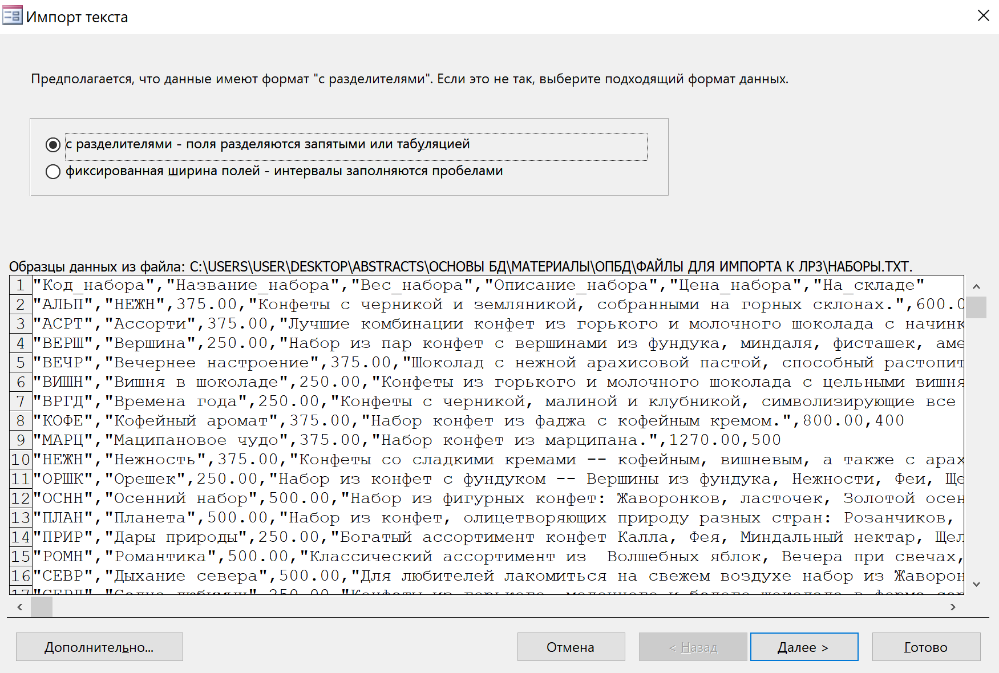 Импорт текста
Предполагается, что данные имеют формат "с разделителями". Если это не так, выберите подходящий формат данных.
с разделителями - поля разделяются запятыми или табуляцией
фиксированная ширина полей - интервалы заполняются пробелами
Образцы данных из файла: C:\USERS\USER\DESKTOP\ABSTRACTS\ОСНОВЫ БД\МАТЕРИАЛЫ\ОПБД\ФАЙЛЫ ДЛЯ ИМПОРТА К ЛР3\НАБОРЫ.TXT.
1 "Код_набора","Название_набора","Вес_набора","Описание_набора","Цена_набора","На_складе"
2 "АЛЬП","НЕЖН",375.00,"Конфеты с черникой и земляникой, собранными на горных склонах.",600.0
3 "АСРТ","Ассорти",375.00,"Лучшие комбинации конфет из горького и молочного шоколада с начинк
4 "ВЕРШ","Вершина",250.00,"Набор из пар конфет с вершинами из фундука, миндаля, фисташек, аме
5 "ВЕЧР","Вечернее настроение",375.00,"Шоколад с нежной арахисовой пастой, способный растопит
6 "ВИШН","Вишня в шоколаде",250.00,"Конфеты из горького и молочного шоколада с цельными вишня
7 "ВРГД","Времена года",250.00,"Конфеты с черникой, малиной и клубникой, символизирующие все
8 "КОФЕ","Кофейный аромат",375.00,"Набор конфет из фаджа с кофейным кремом.",800.00,400
9 "МАРЦ","Маципановое чудо",375.00,"Набор конфет из марципана.",1270.00,500
10 "НЕЖН","Нежность",375.00,"Конфеты со сладкими кремами -- кофейным, вишневым, а также с арах
11 "ОРШК","Орешек",250.00,"Набор из конфет с фундуком -- Вершины из фундука, Нежности, Феи, Ще
12 "ОСНН","Осенний набор",500.00,"Набор из фигурных конфет: Жаворонков, ласточек, Золотой осен
13 "ПЛАН","Планета",500.00,"Набор из конфет, олицетворяющих природу разных стран: Розанчиков,
14 "ПРИР","Дары природы",250.00,"Богатый ассортимент конфет Калла, Фея, Миндальный нектар, Щел
15 "РОМН","Романтика",500.00,"Классический ассортимент из  Волшебных яблок, Вечера при свечах,
16 "СЕВР","Дыхание севера",500.00,"Для любителей лакомиться на свежем воздухе набор из Жаворон
Дополнительно...
Отмена
< Назад
Далее >
Готово